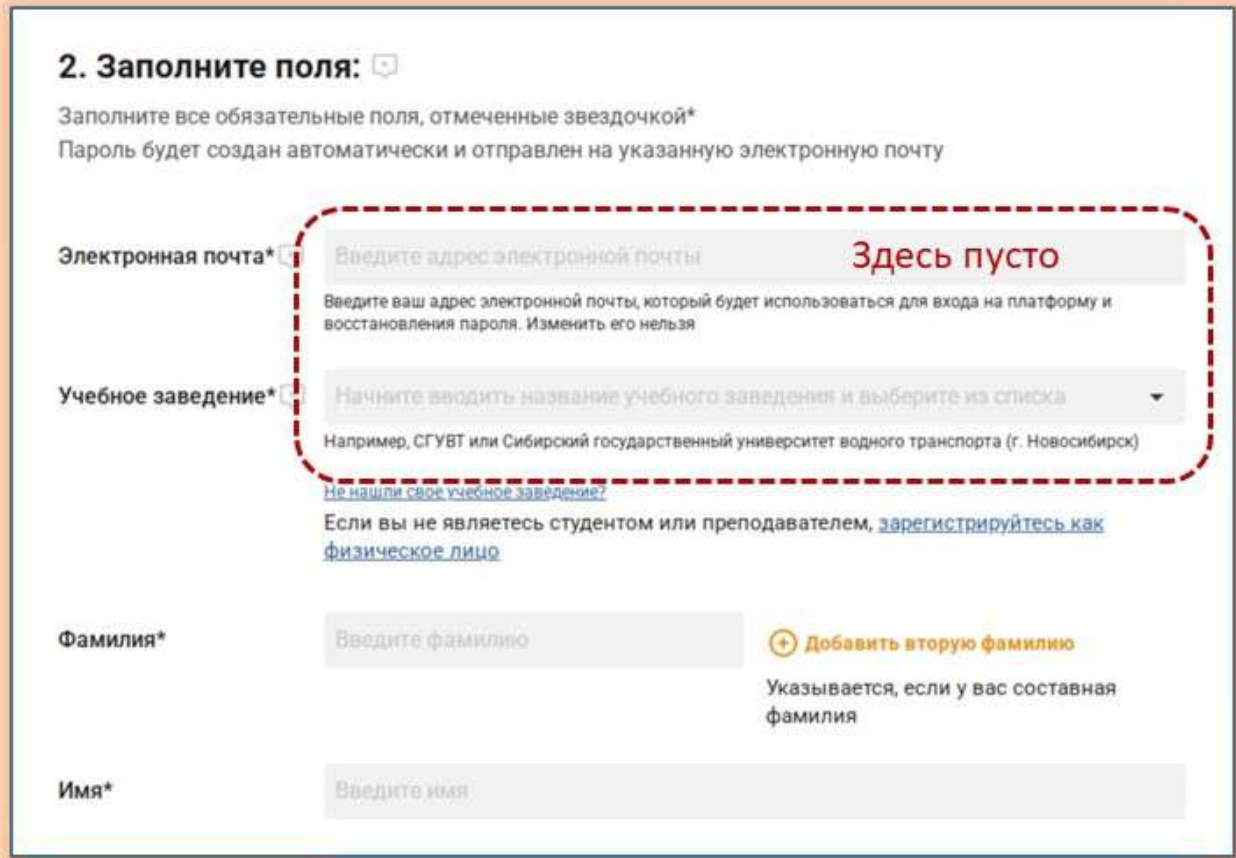 2. Заполните поля:
Заполните все обязательные поля, отмеченные звездочкой*
Пароль будет создан автоматически и отправлен на указанную электронную почту
Электронная почта*
Введите адрес электронной почты
Здесь пусто
Введите ваш адрес электронной почты, который будет использоваться для входа на платформу и
восстановления пароля. Изменить его нельзя
Учебное заведение*
Начните вводить название учебного заведения и выберите из списка
Например, СГУВТ или Сибирский государственный университет водного транспорта (г. Новосибирск)
Не нашли свое учебное заведение?
Если вы не являетесь студентом или преподавателем, зарегистрируйтесь как
физическое лицо
Фамилия*
Введите фамилию
Добавить вторую фамилию
Указывается, если у вас составная
фамилия
Имя*
Введите имя